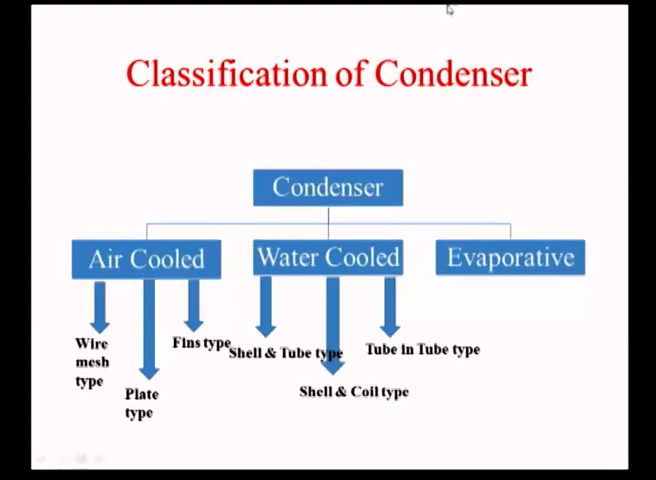 Classification of Condenser
Condenser
Air Cooled
Water Cooled
Evaporative
Wire
mesh
type
Plate
type
Fins type
Shell & Tube type
Shell & Coil type
Tube in Tube type